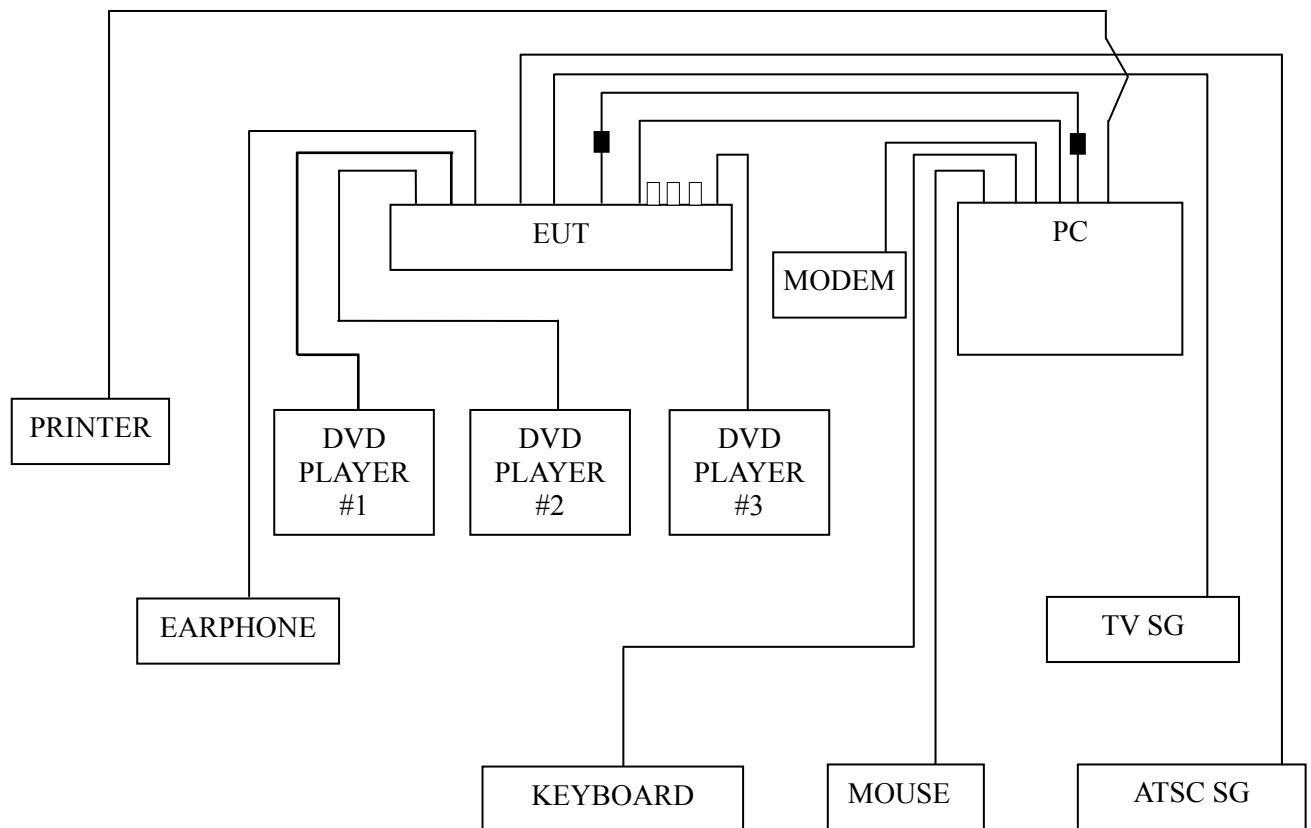 EUT
PC
MODEM
PRINTER
DVD
PLAYER
#1
DVD
PLAYER
#2
DVD
PLAYER
#3
EARPHONE
TV SG
KEYBOARD
MOUSE
ATSC SG